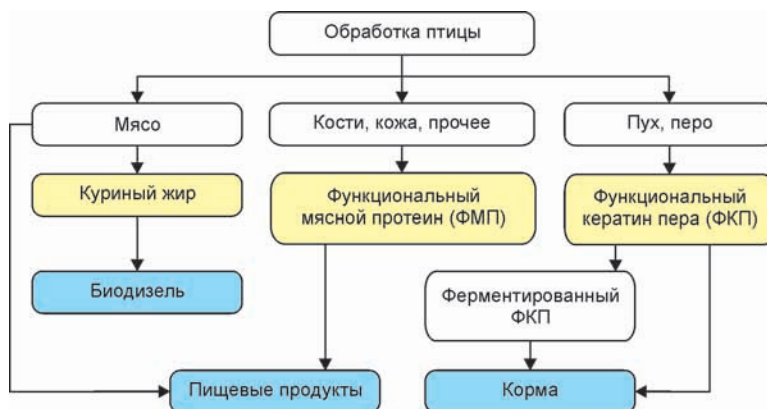 Обработка птицы
Мясо
Кости, кожа, прочее
Пух, перо
Куриный жир
Функциональный
мясной протеин (ФМП)
Функциональный
кератин пера (ФКП)
Биодизель
Ферментированный
ФКП
Пищевые продукты
Корма